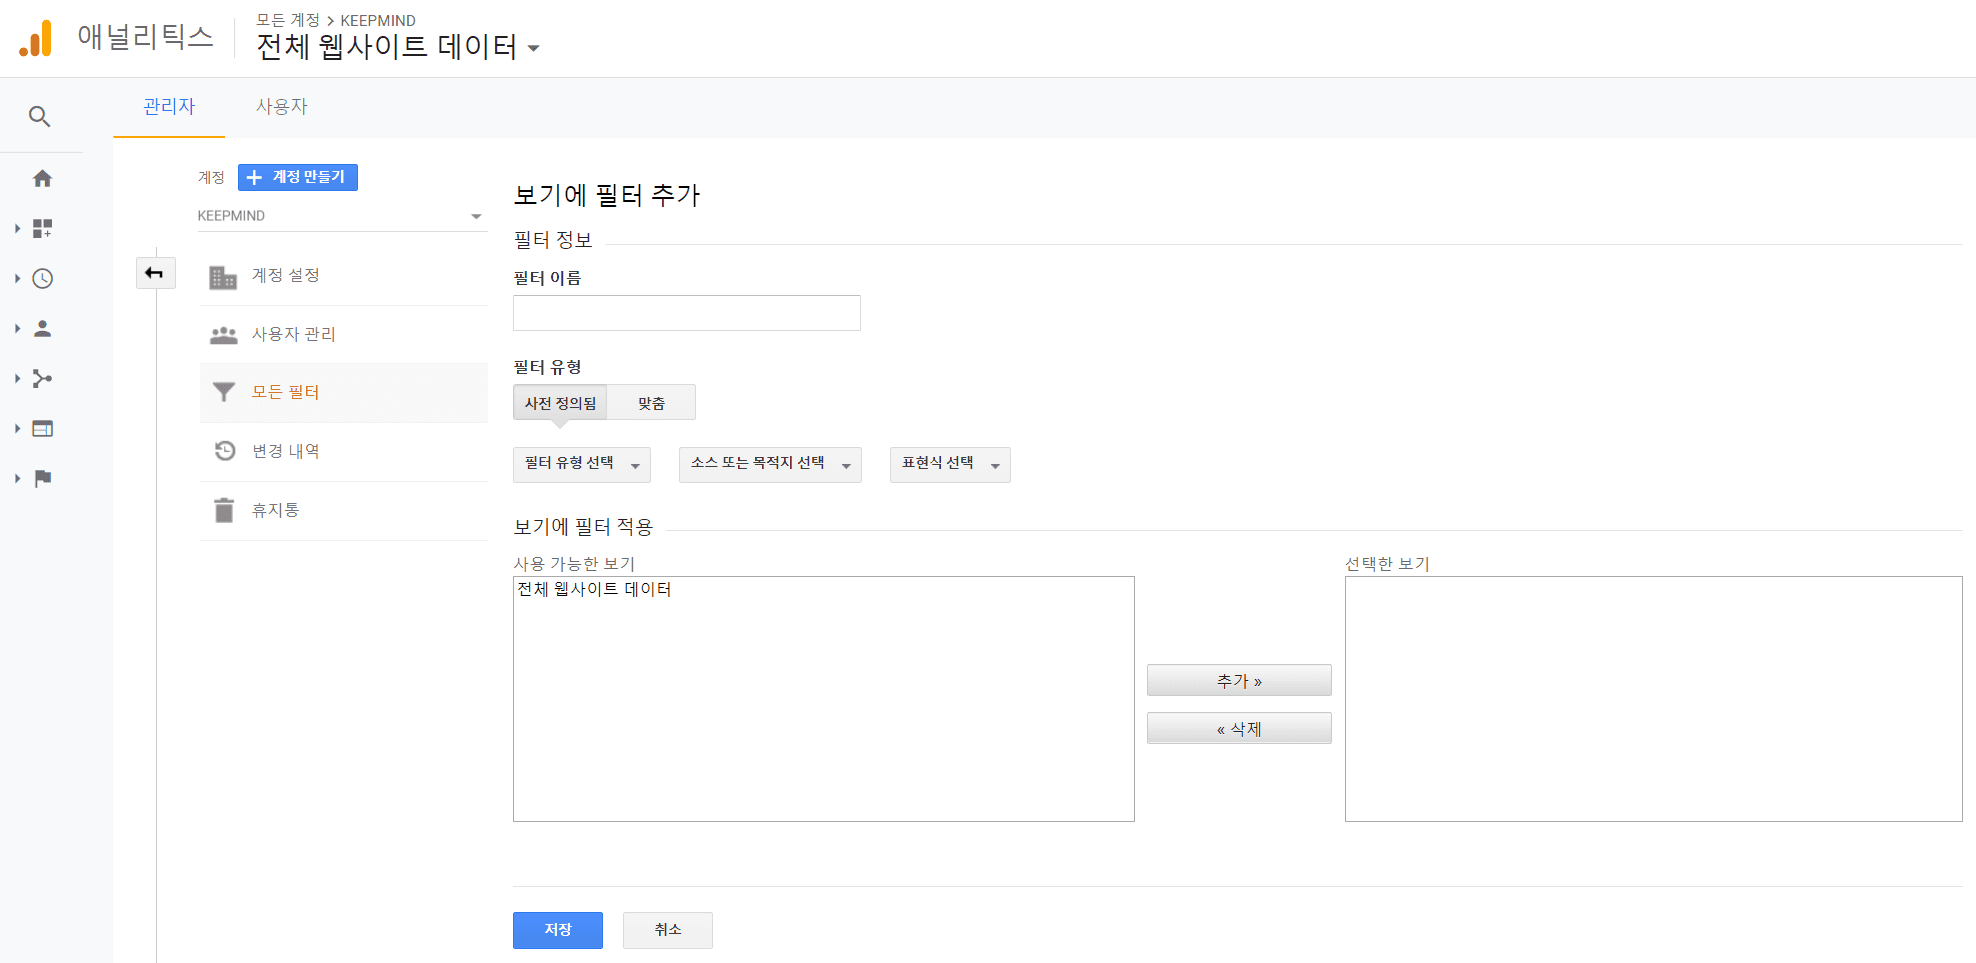 애널리틱스
모든 계정 > KEEPMIND
전체 웹사이트 데이터
관리자
사용자
계정
계정 만들기
KEEPMIND
계정 설정
사용자 관리
모든 필터
변경 내역
휴지통
보기에 필터 추가
필터 정보
필터 이름
필터 유형
사전 정의됨
맞춤
필터 유형 선택
소스 또는 목적지 선택
표현식 선택
보기에 필터 적용
사용 가능한 보기
전체 웹사이트 데이터
추가 »
« 삭제
선택한 보기
저장
취소